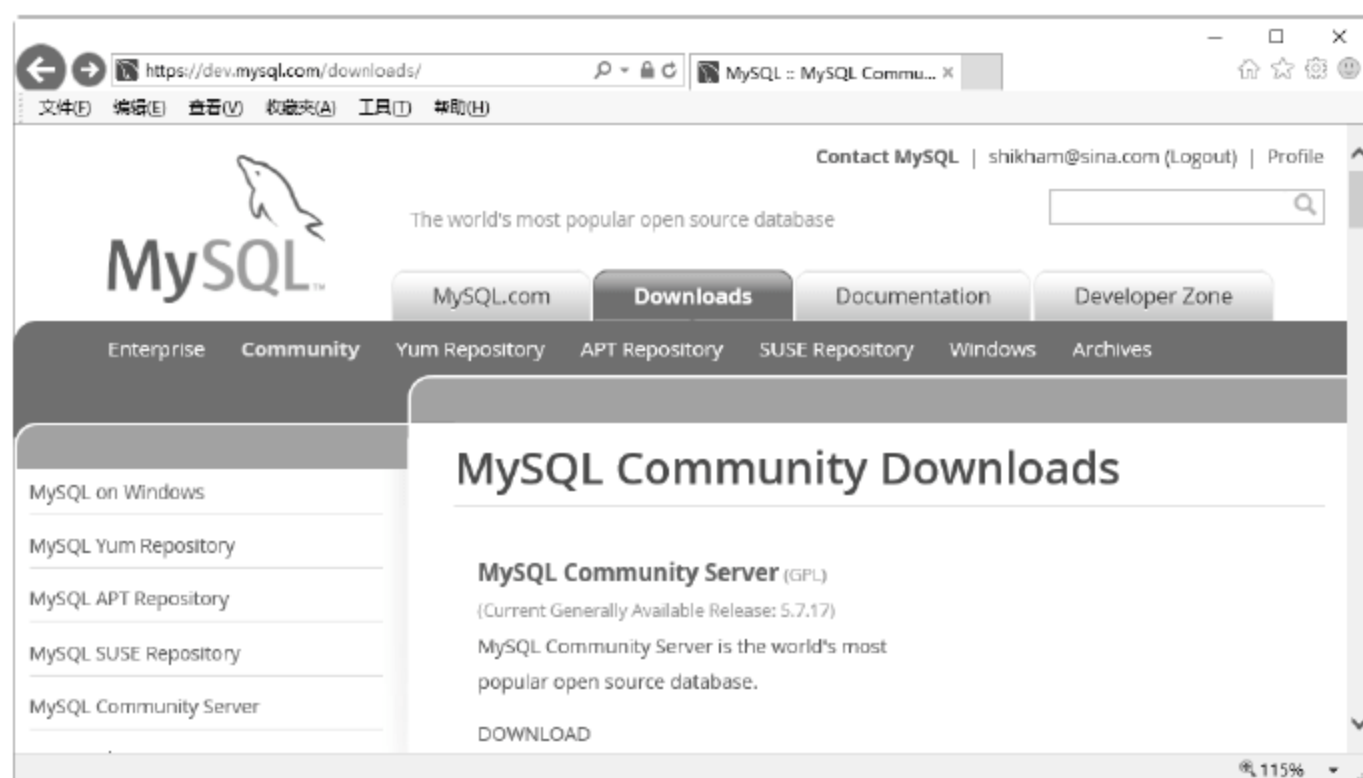 https://dev.mysql.com/downloads/
MySQL :: MySQL Commu...
文件(F) 编辑(E) 查看(V) 收藏夹(A) 工具(T) 帮助(H)
Contact MySQL | shikham@sina.com (Logout) | Profile
The world's most popular open source database
MySQL™
MySQL.com Downloads Documentation Developer Zone
Enterprise Community Yum Repository APT Repository SUSE Repository Windows Archives
MySQL Community Downloads
MySQL on Windows
MySQL Yum Repository
MySQL APT Repository
MySQL SUSE Repository
MySQL Community Server
MySQL Community Server (GPL)
(Current Generally Available Release: 5.7.17)
MySQL Community Server is the world's most
popular open source database.
DOWNLOAD
115%